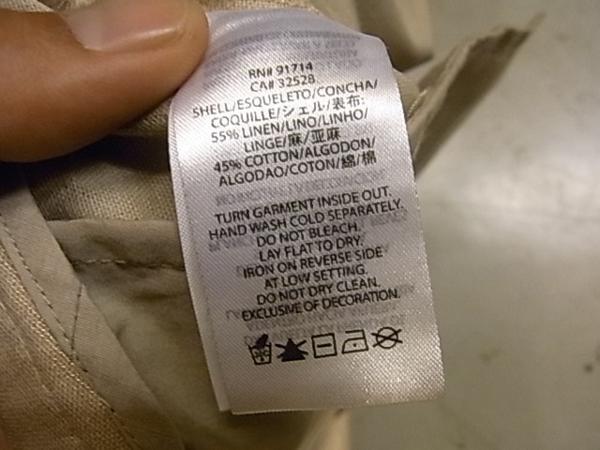 RN# 91714
CA# 32528
SHELL/ESQUELETO/CONCHA/
COQUILLE/シェル/表布:
55% LINEN/LINO/LINHO/
LINGE/麻/亚麻
45% COTTON/ALGODON/
ALGODAO/COTON/綿/棉
TURN GARMENT INSIDE OUT.
HAND WASH COLD SEPARATELY.
DO NOT BLEACH.
LAY FLAT TO DRY.
IRON ON REVERSE SIDE
AT LOW SETTING.
DO NOT DRY CLEAN.
EXCLUSIVE OF DECORATION.